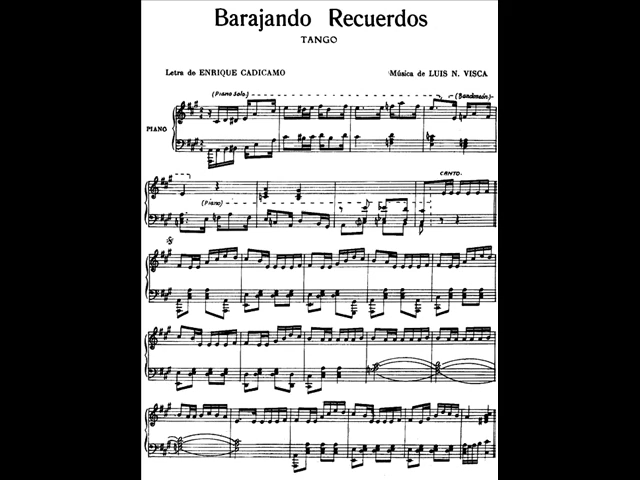 Barajando Recuerdos
TANGO
Letra de ENRIQUE CADICAMO
Música de LUIS N. VISCA
(Piano Solo)
(Bandoneón)
PIANO
(Piano)
CANTO.